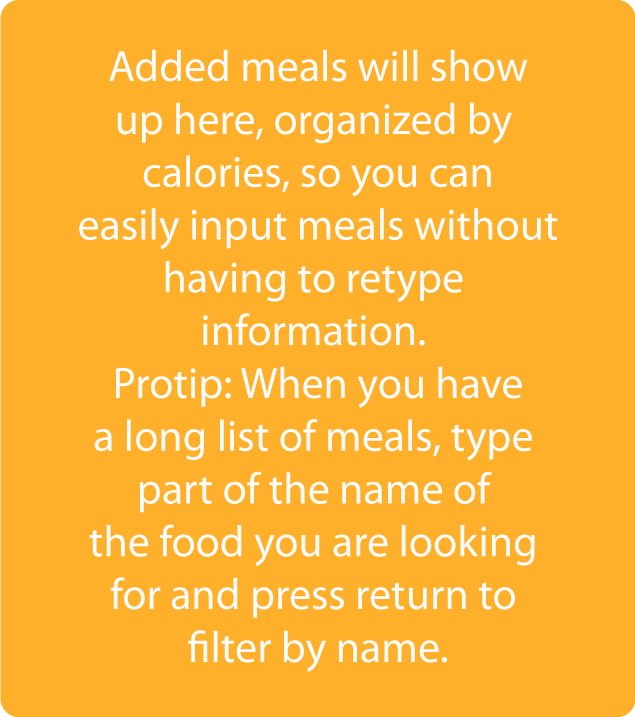 Added meals will show
up here, organized by
calories, so you can
easily input meals without
having to retype
information.
Protip: When you have
a long list of meals, type
part of the name of
the food you are looking
for and press return to
filter by name.